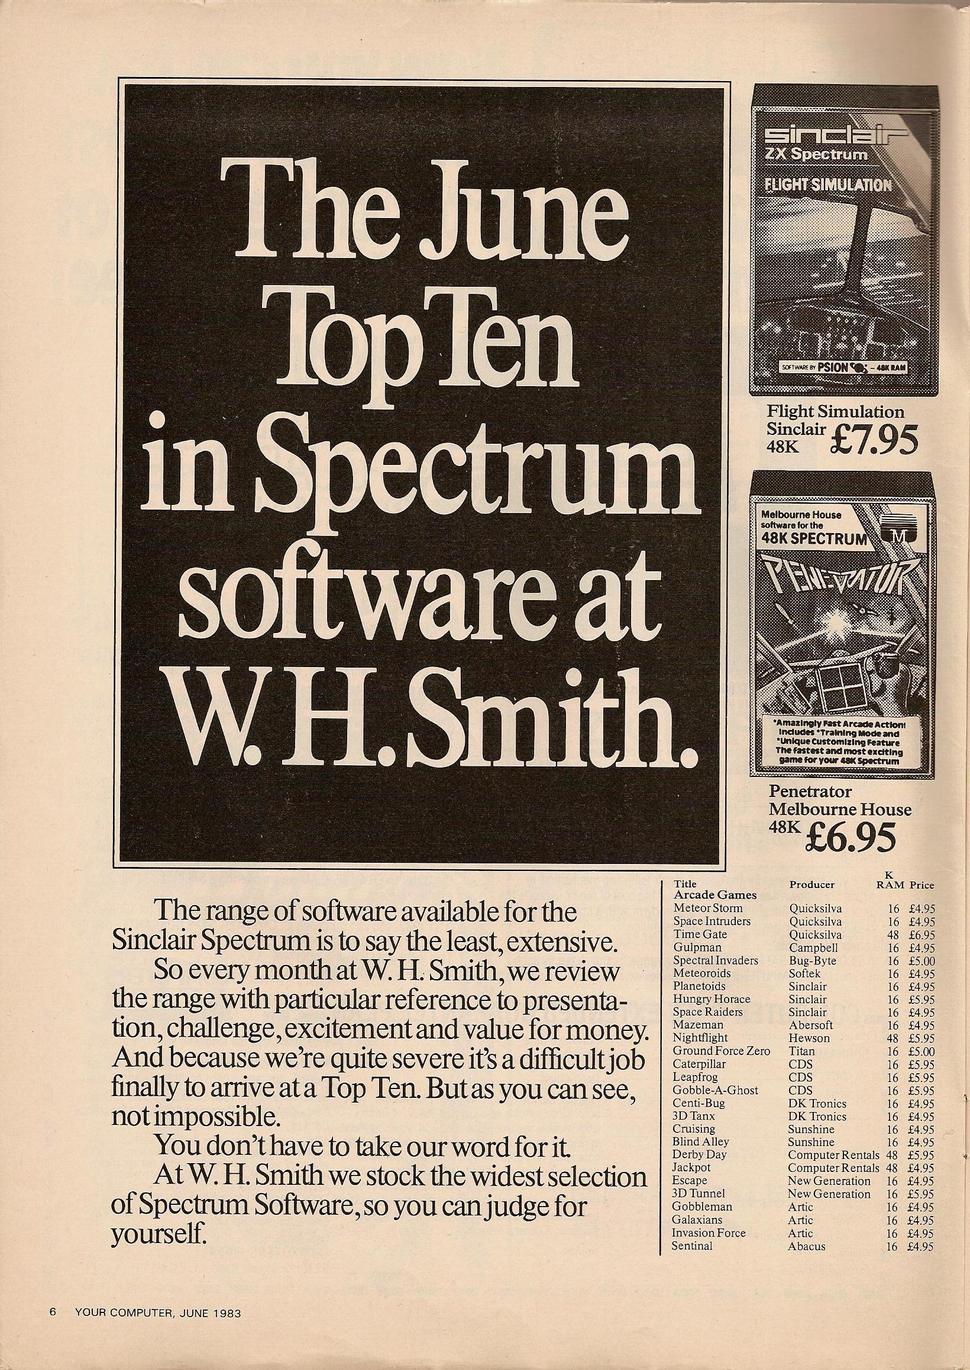 The June
Top Ten
in Spectrum
software at
W. H. Smith.
The range of software available for the
Sinclair Spectrum is to say the least, extensive.
So every month at W. H. Smith, we review
the range with particular reference to presenta-
tion, challenge, excitement and value for money.
And because we're quite severe it's a difficult job
finally to arrive at a Top Ten. But as you can see,
not impossible.
You don't have to take our word for it.
At W. H. Smith we stock the widest selection
of Spectrum Software, so you can judge for
yourself.
sinclair
ZX Spectrum
FLIGHT SIMULATION
SOFTWARE BY PSION – 48K RAM
Flight Simulation
Sinclair
48K £7.95
Melbourne House
software for the
48K SPECTRUM
M
PENETRATOR
*Amazingly Fast Arcade Action!
Includes *Training Mode and
*Unique Customizing Feature
The fastest and most exciting
game for your 48K Spectrum
Penetrator
Melbourne House
48K £6.95
Title Producer K RAM Price
Arcade Games
Meteor Storm Quicksilva 16 £4.95
Space Intruders Quicksilva 16 £4.95
Time Gate Quicksilva 48 £6.95
Gulpman Campbell 16 £4.95
Spectral Invaders Bug-Byte 16 £5.00
Meteoroids Softek 16 £4.95
Planetoids Sinclair 16 £4.95
Hungry Horace Sinclair 16 £5.95
Space Raiders Sinclair 16 £4.95
Mazeman Abersoft 16 £4.95
Nightflight Hewson 48 £5.95
Ground Force Zero Titan 16 £5.00
Caterpillar CDS 16 £5.95
Leapfrog CDS 16 £5.95
Gobble-A-Ghost CDS 16 £5.95
Centi-Bug DK Tronics 16 £4.95
3D Tanx DK Tronics 16 £4.95
Cruising Sunshine 16 £4.95
Blind Alley Sunshine 16 £4.95
Derby Day Computer Rentals 48 £5.95
Jackpot Computer Rentals 48 £4.95
Escape New Generation 16 £4.95
3D Tunnel New Generation 16 £5.95
Gobbleman Artic 16 £4.95
Galaxians Artic 16 £4.95
Invasion Force Artic 16 £4.95
Sentinal Abacus 16 £4.95
6 YOUR COMPUTER, JUNE 1983